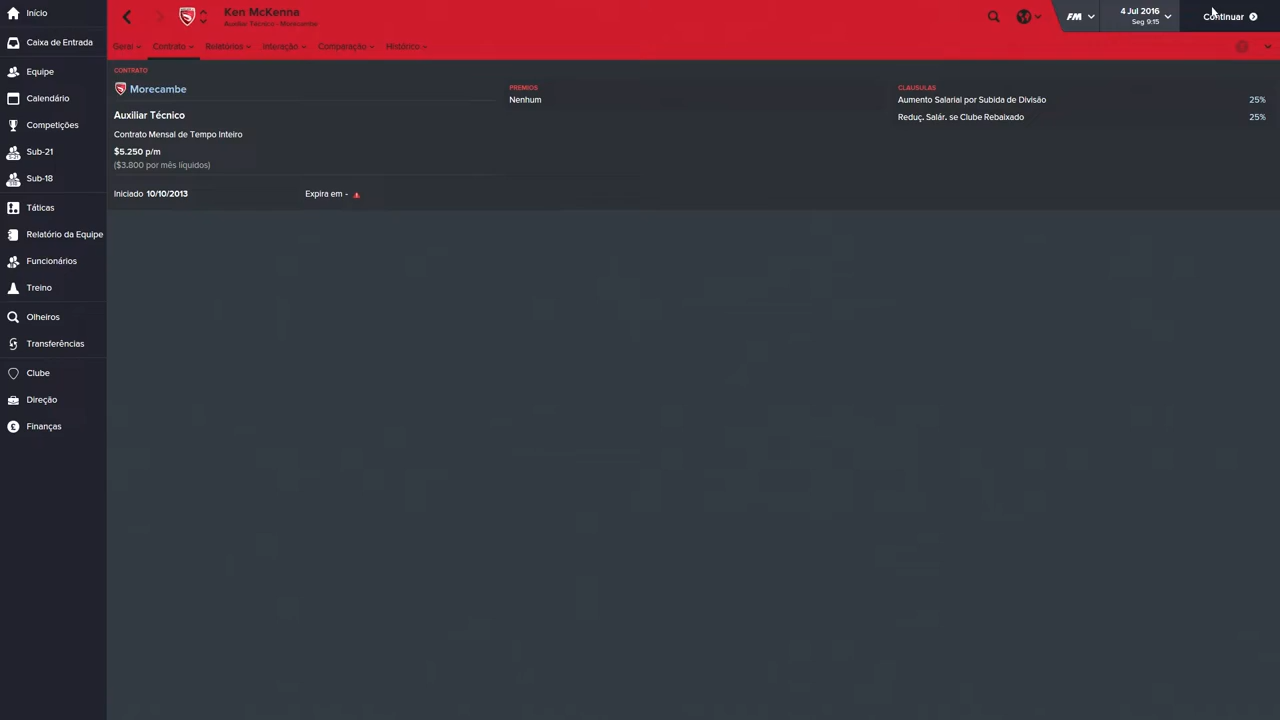 Ken McKenna
Auxiliar Técnico - Morecambe
FM
4 Jul 2016
Seg 9:15
Continuar
Geral
Contrato
Relatórios
Interação
Comparação
Histórico
Início
Caixa de Entrada
Equipe
Calendário
Competições
Sub-21
Sub-18
Táticas
Relatório da Equipe
Funcionários
Treino
Olheiros
Transferências
Clube
Direção
Finanças
CONTRATO
Morecambe
Auxiliar Técnico
Contrato Mensal de Tempo Inteiro
$5.250 p/m
($3.800 por mês líquidos)
Iniciado 10/10/2013
Expira em -
PRÊMIOS
Nenhum
CLÁUSULAS
Aumento Salarial por Subida de Divisão 25%
Reduç. Salár. se Clube Rebaixado 25%